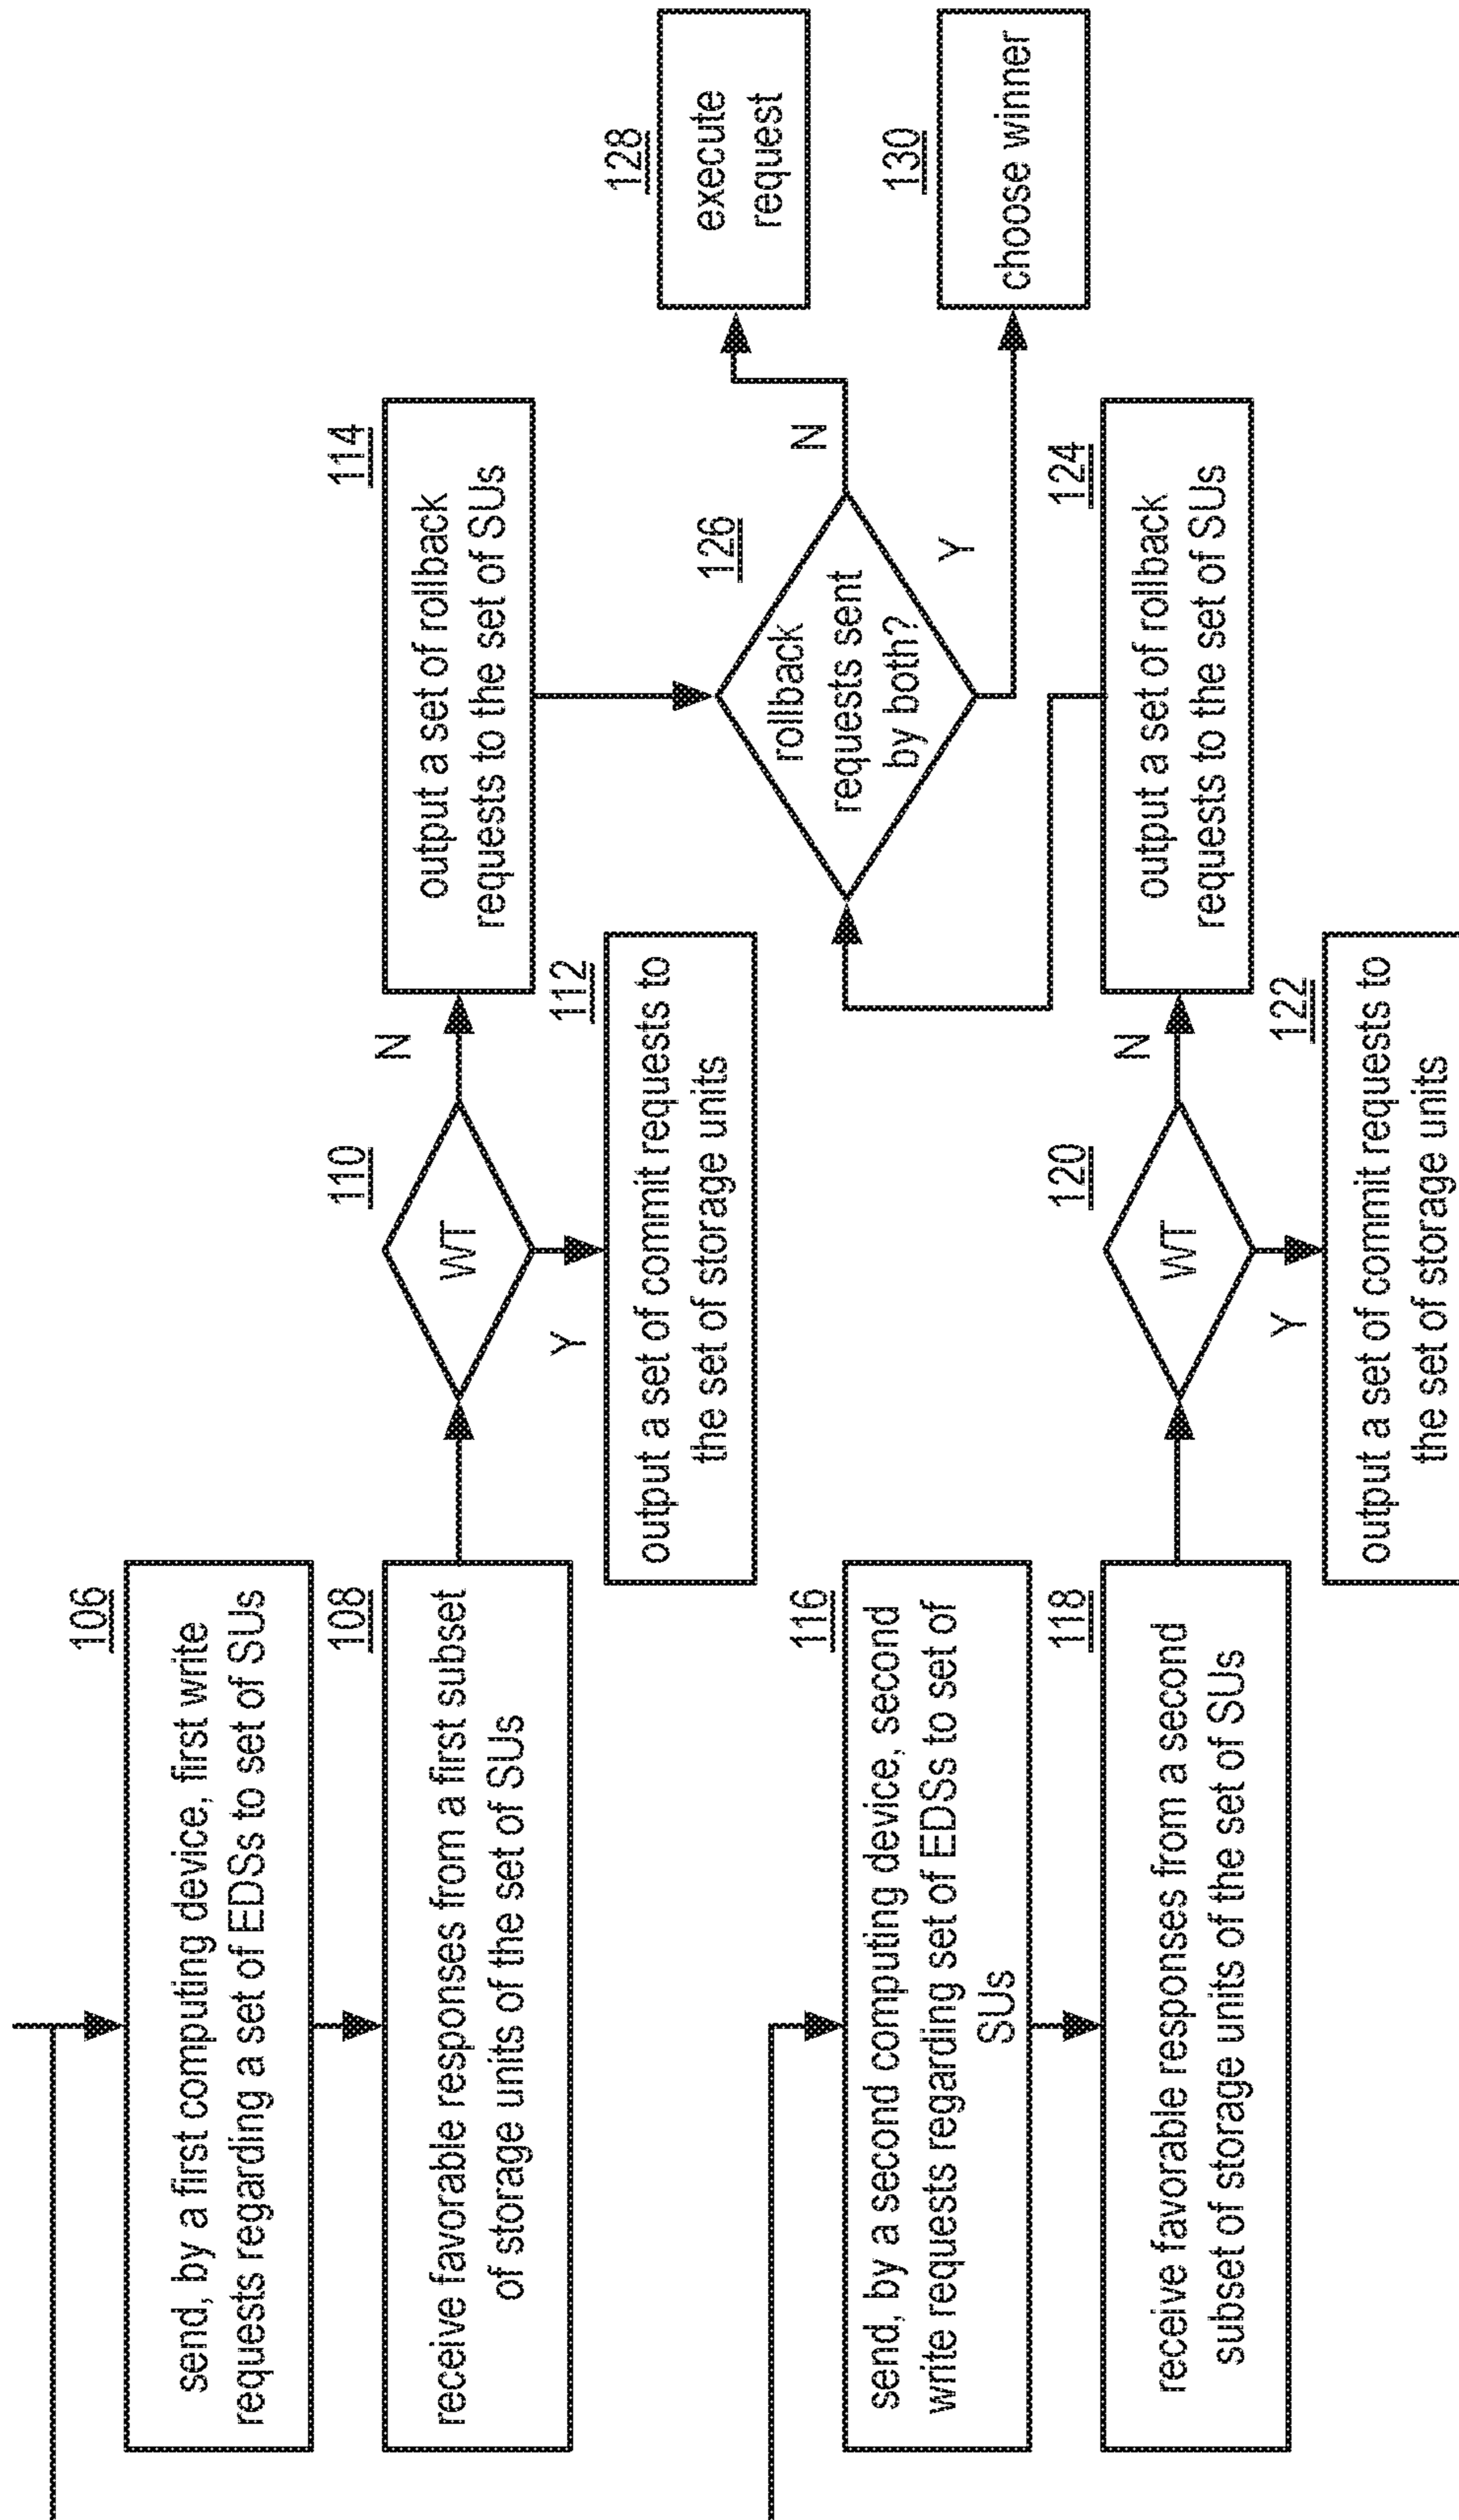 106
send, by a first computing device, first write
requests regarding a set of EDSs to set of SUs
108
receive favorable responses from a first subset
of storage units of the set of SUs
110
WT
N
Y
112
output a set of commit requests to
the set of storage units
114
output a set of rollback
requests to the set of SUs
116
send, by a second computing device, second
write requests regarding set of EDSs to set of
SUs
118
receive favorable responses from a second
subset of storage units of the set of SUs
120
WT
N
Y
122
output a set of commit requests to
the set of storage units
124
output a set of rollback
requests to the set of SUs
126
rollback
requests sent
by both?
N
Y
128
execute
request
130
choose winner